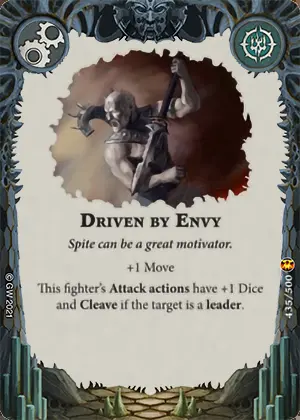 DRIVEN BY ENVY
Spite can be a great motivator.
+1 Move
This fighter's Attack actions have +1 Dice
and Cleave if the target is a leader.
© GW 2021
435/500